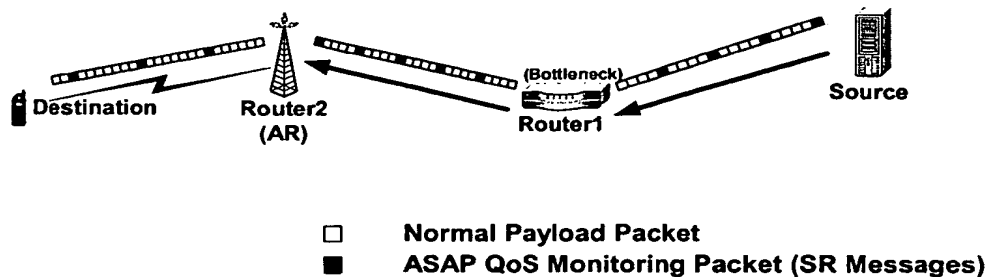 (Bottleneck)
Destination
Router2
(AR)
Router1
Source
Normal Payload Packet
ASAP QoS Monitoring Packet (SR Messages)